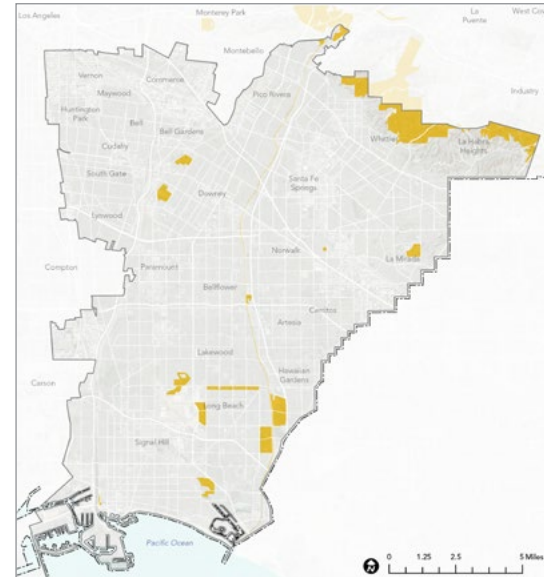 Los Angeles
Monterey Park
La
Puente
West Cov
Montebello
Vernon
Commerce
Maywood
Pico Rivera
Industry
Huntington
Park
Bell
Bell Gardens
Whittier
La Habra
Heights
Cudahy
South Gate
Downey
Santa Fe
Springs
Lynwood
Compton
Paramount
Norwalk
La Mirada
Bellflower
Cerritos
Artesia
Lakewood
Hawaiian
Gardens
Carson
Long Beach
Signal Hill
Pacific Ocean
0 1.25 2.5 5 Miles